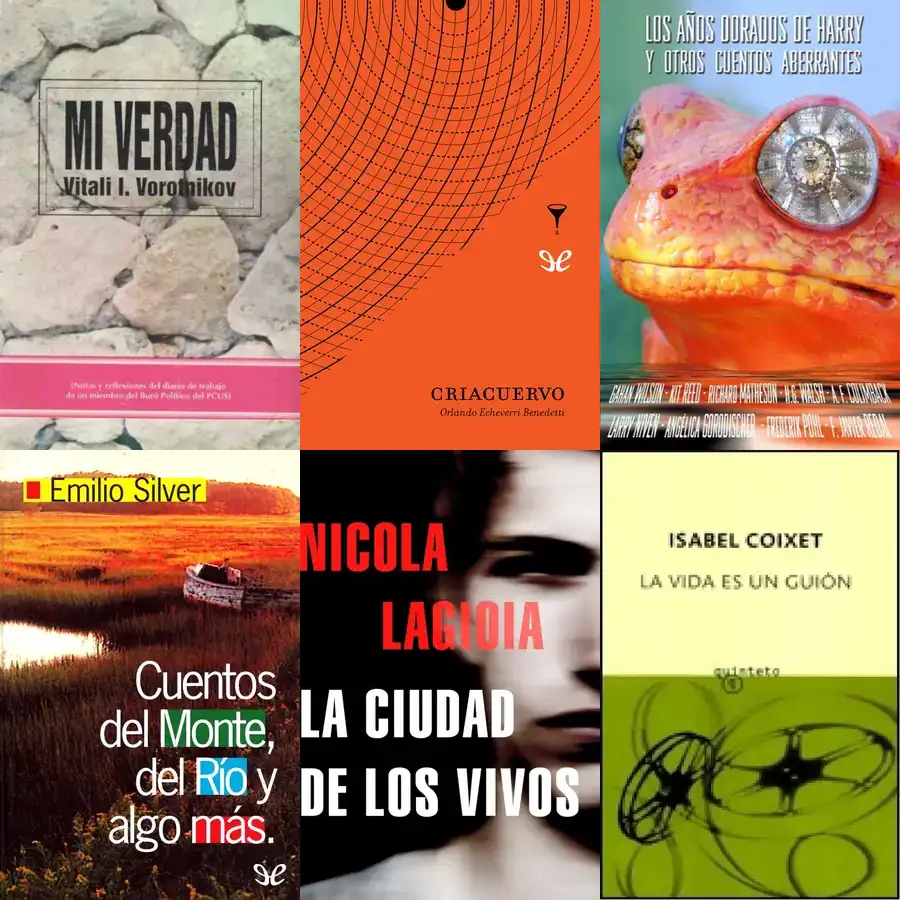 MI VERDAD
Vitali I. Vorotnikov
(Notas y reflexiones del diario de trabajo
de un miembro del Buró Político del PCUS)
CRIACUERVO
Orlando Echeverri Benedetti
LOS AÑOS DORADOS DE HARRY
Y OTROS CUENTOS ABERRANTES
GAHAN WILSON · KIT REED · RICHARD MATHESON · N.G. WALSH · A. F. CULMBACK
LARRY NIVEN · ANGÉLICA GORODISCHER · FREDERIK POHL · F. JAVIER REDAL
Emilio Silver
Cuentos
del Monte,
del Río y
algo más.
NICOLA
LAGIOIA
LA CIUDAD
DE LOS VIVOS
ISABEL COIXET
LA VIDA ES UN GUIÓN
quinteto